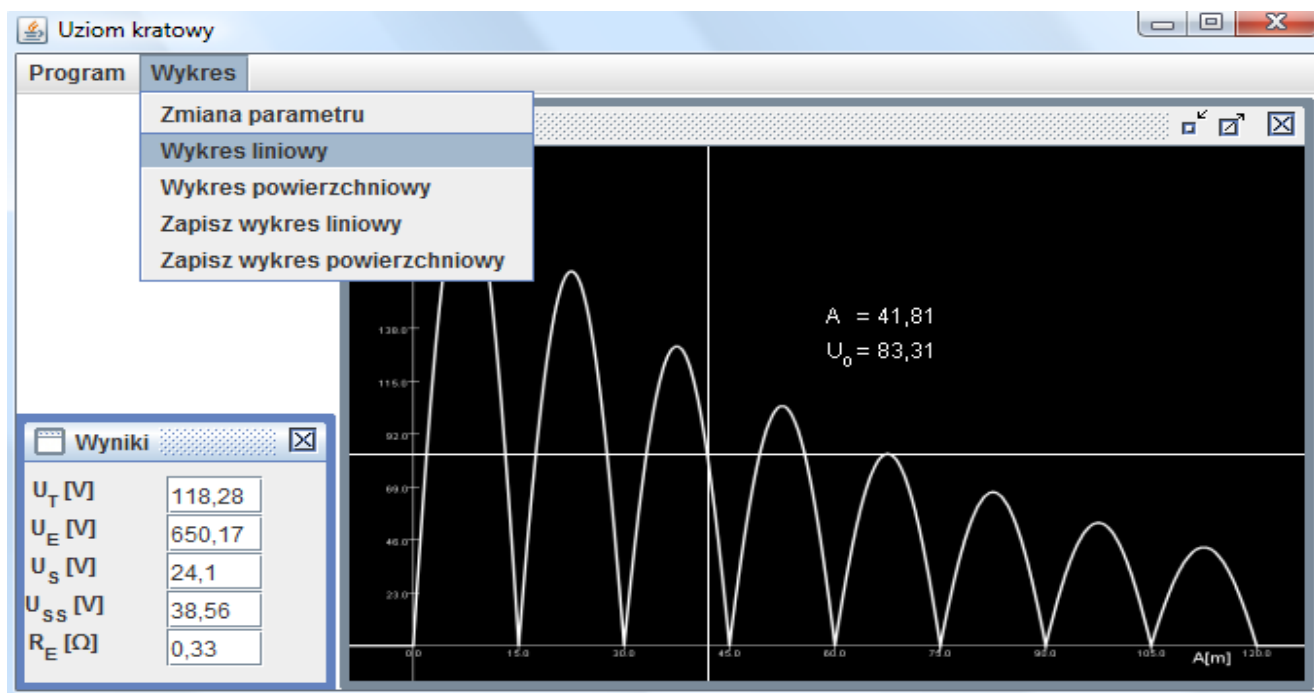 Uziom kratowy
Program Wykres
Zmiana parametru
Wykres liniowy
Wykres powierzchniowy
Zapisz wykres liniowy
Zapisz wykres powierzchniowy
A = 41,81
U0 = 83,31
138.0
115.0
92.0
69.0
46.0
23.0
0.0 15.0 30.0 45.0 60.0 75.0 90.0 105.0 120.0
A[m]
Wyniki
UT [V] 118,28
UE [V] 650,17
US [V] 24,1
USS [V] 38,56
RE [Ω] 0,33